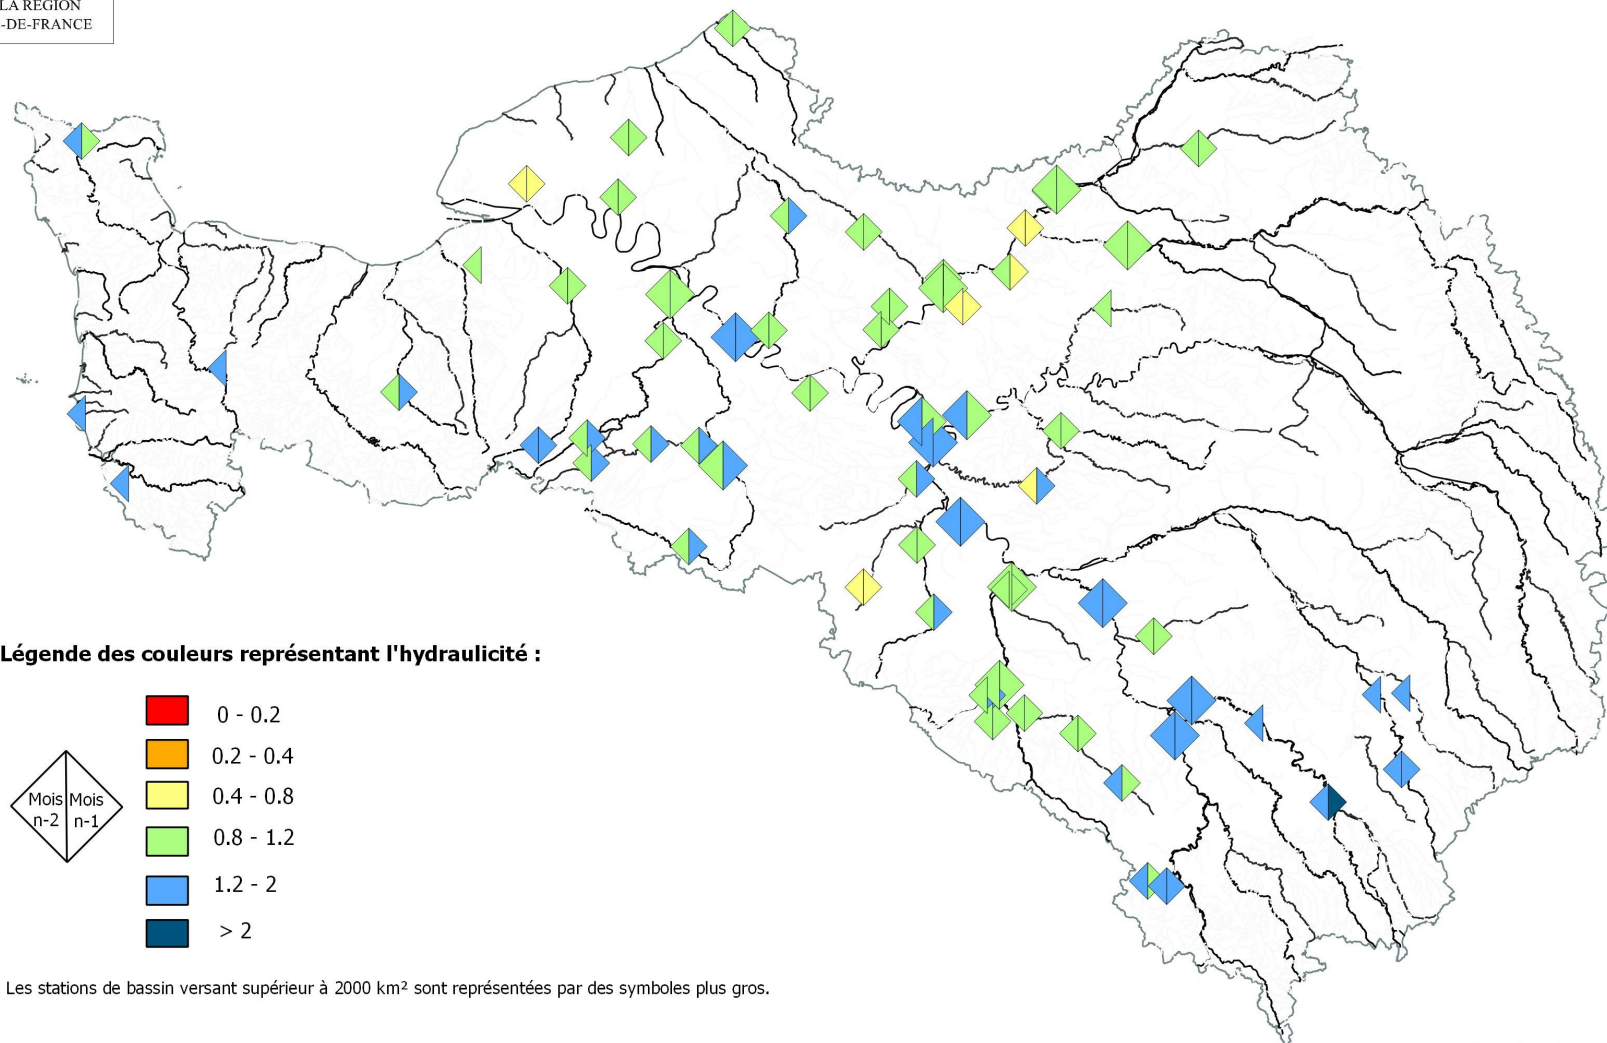 LA REGION
-DE-FRANCE
Légende des couleurs représentant l'hydraulicité :
0 - 0.2
0.2 - 0.4
0.4 - 0.8
0.8 - 1.2
1.2 - 2
> 2
Mois Mois
n-2 n-1
Les stations de bassin versant supérieur à 2000 km² sont représentées par des symboles plus gros.